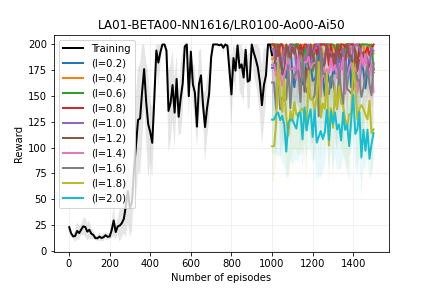 LA01-BETA00-NN1616/LR0100-Ao00-Ai50
Reward
200
175
150
125
100
75
50
25
0
Training
(l=0.2)
(l=0.4)
(l=0.6)
(l=0.8)
(l=1.0)
(l=1.2)
(l=1.4)
(l=1.6)
(l=1.8)
(l=2.0)
0 200 400 600 800 1000 1200 1400
Number of episodes